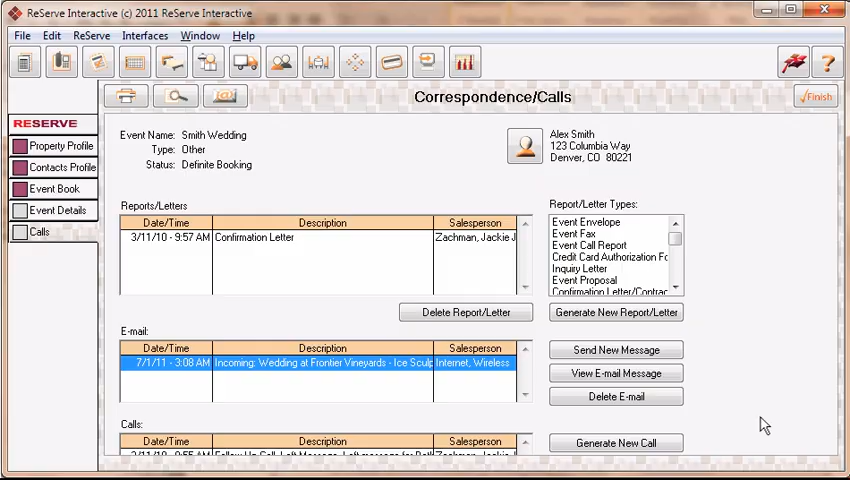 ReServe Interactive (c) 2011 ReServe Interactive
File Edit ReServe Interfaces Window Help
Correspondence/Calls
Finish
RESERVE
Property Profile
Contacts Profile
Event Book
Event Details
Calls
Event Name: Smith Wedding
Type: Other
Status: Definite Booking
Alex Smith
123 Columbia Way
Denver, CO 80221
Reports/Letters
Date/Time Description Salesperson
3/11/10 - 9:57 AM Confirmation Letter Zachman, Jackie J
Delete Report/Letter
Report/Letter Types:
Event Envelope
Event Fax
Event Call Report
Credit Card Authorization Fo
Inquiry Letter
Event Proposal
Confirmation Letter/Contrac
Generate New Report/Letter
E-mail:
Date/Time Description Salesperson
7/1/11 - 3:08 AM Incoming: Wedding at Frontier Vineyards - Ice Sculp Internet, Wireless
Send New Message
View E-mail Message
Delete E-mail
Calls:
Date/Time Description Salesperson
3/11/10 - 9:55 AM Follow Up Call, Left Message, Left message for Bet Zachman, Jackie J
Generate New Call